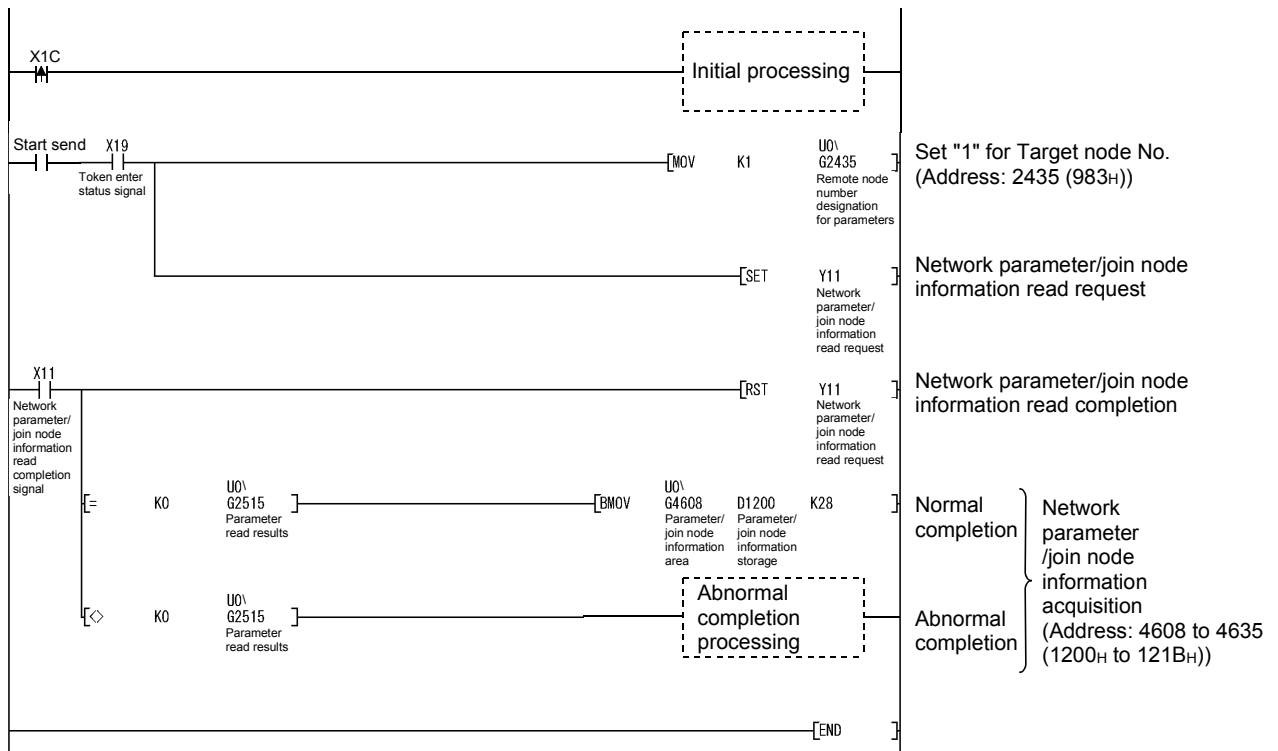 X1C
Initial processing
Start send X19
Token enter
status signal
[MOV K1 U0\
G2435 ]
Remote node
number
designation
for parameters
Set "1" for Target node No.
(Address: 2435 (983H))
[SET Y11 ]
Network
parameter/
join node
information
read request
Network parameter/join node
information read request
X11
Network
parameter/
join node
information
read
completion
signal
[RST Y11 ]
Network
parameter/
join node
information
read request
Network parameter/join node
information read completion
[= K0 U0\
G2515 ]
Parameter
read results
[BMOV U0\
G4608 D1200 K28 ]
Parameter/
join node
information
area
Parameter/
join node
information
storage
Normal
completion
[<> K0 U0\
G2515 ]
Parameter
read results
Abnormal
completion
processing
Abnormal
completion
Network
parameter
/join node
information
acquisition
(Address: 4608 to 4635
(1200H to 121BH))
[END ]